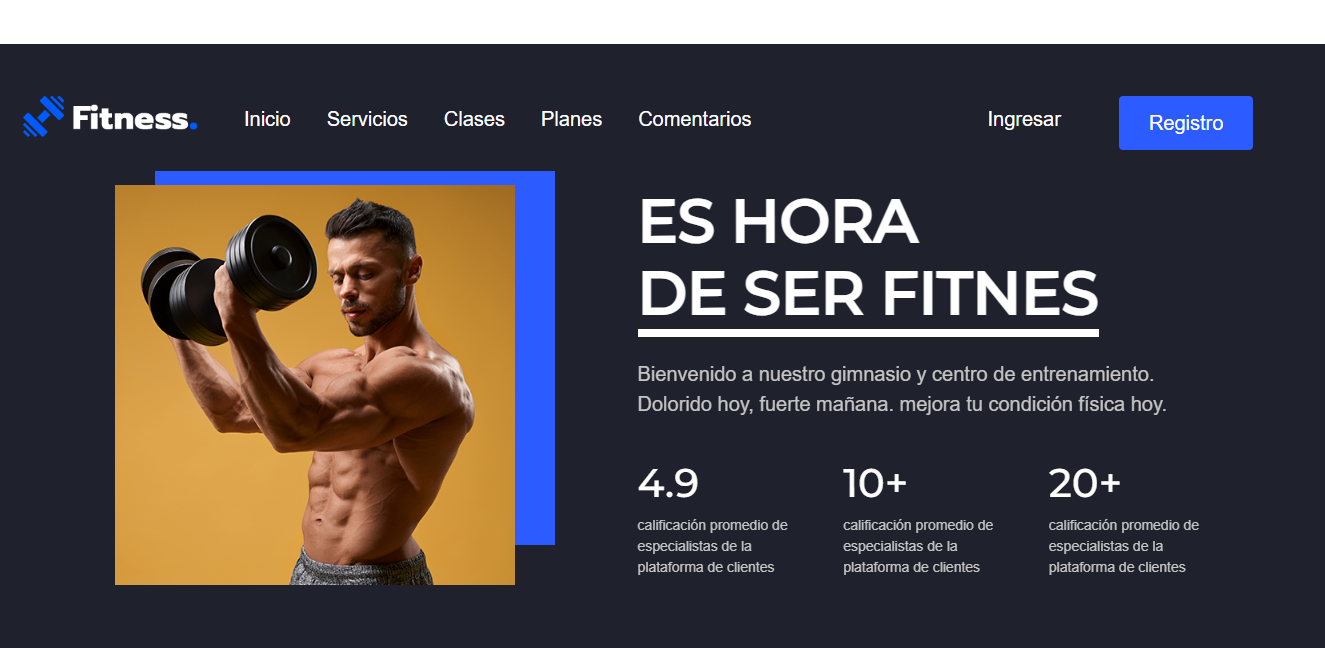 Fitness.
Inicio Servicios Clases Planes Comentarios Ingresar Registro
ES HORA
DE SER FITNES
Bienvenido a nuestro gimnasio y centro de entrenamiento.
Dolorido hoy, fuerte mañana. mejora tu condición física hoy.
4.9
calificación promedio de
especialistas de la
plataforma de clientes
10+
calificación promedio de
especialistas de la
plataforma de clientes
20+
calificación promedio de
especialistas de la
plataforma de clientes